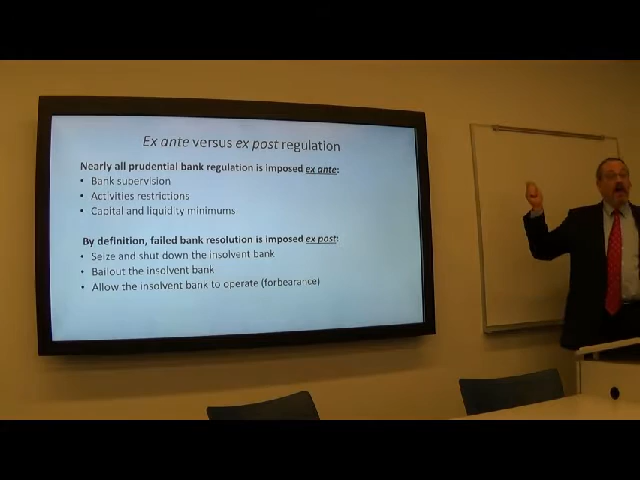 Ex ante versus ex post regulation
Nearly all prudential bank regulation is imposed ex ante:
• Bank supervision
• Activities restrictions
• Capital and liquidity minimums
By definition, failed bank resolution is imposed ex post:
• Seize and shut down the insolvent bank
• Bailout the insolvent bank
• Allow the insolvent bank to operate (forbearance)